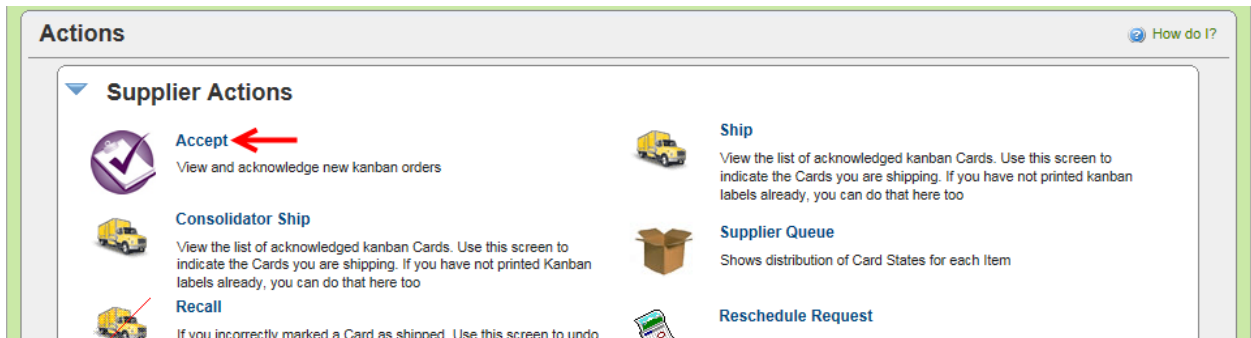 Actions
How do I?
Supplier Actions
Accept
View and acknowledge new kanban orders
Ship
View the list of acknowledged kanban Cards. Use this screen to
indicate the Cards you are shipping. If you have not printed kanban
labels already, you can do that here too
Consolidator Ship
View the list of acknowledged kanban Cards. Use this screen to
indicate the Cards you are shipping. If you have not printed Kanban
labels already, you can do that here too
Supplier Queue
Shows distribution of Card States for each Item
Recall
If you incorrectly marked a Card as shipped. Use this screen to undo
Reschedule Request